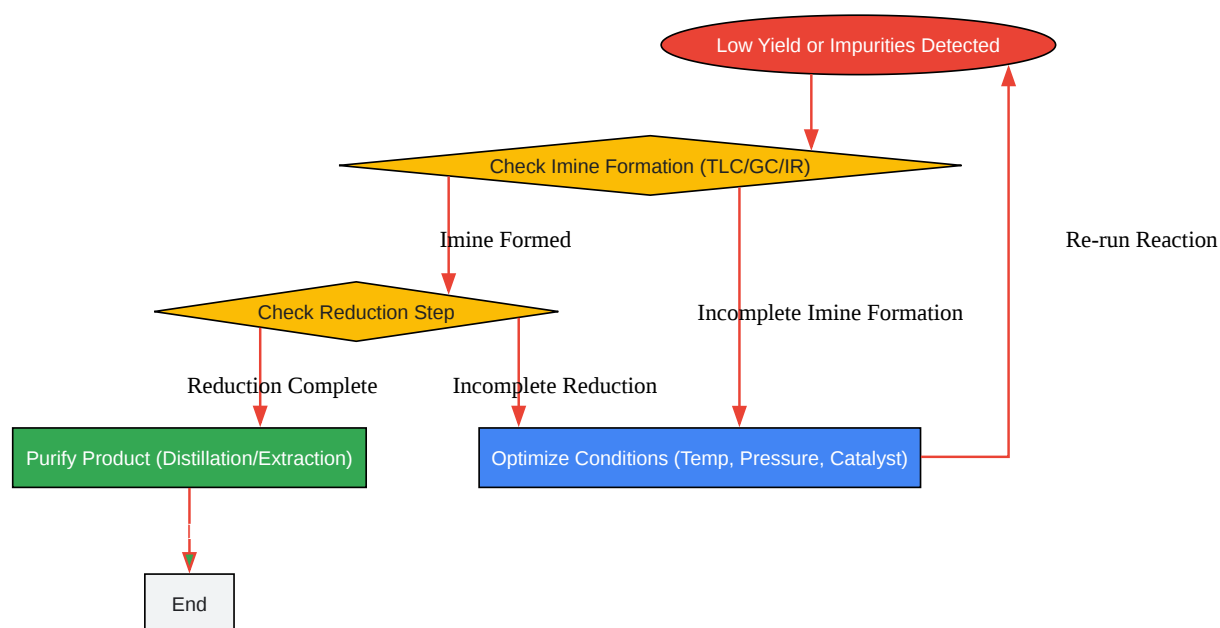 Low Yield or Impurities Detected
Check Imine Formation (TLC/GC/IR)
Imine Formed
Re-run Reaction
Check Reduction Step
Incomplete Imine Formation
Reduction Complete
Incomplete Reduction
Purify Product (Distillation/Extraction)
Optimize Conditions (Temp, Pressure, Catalyst)
End